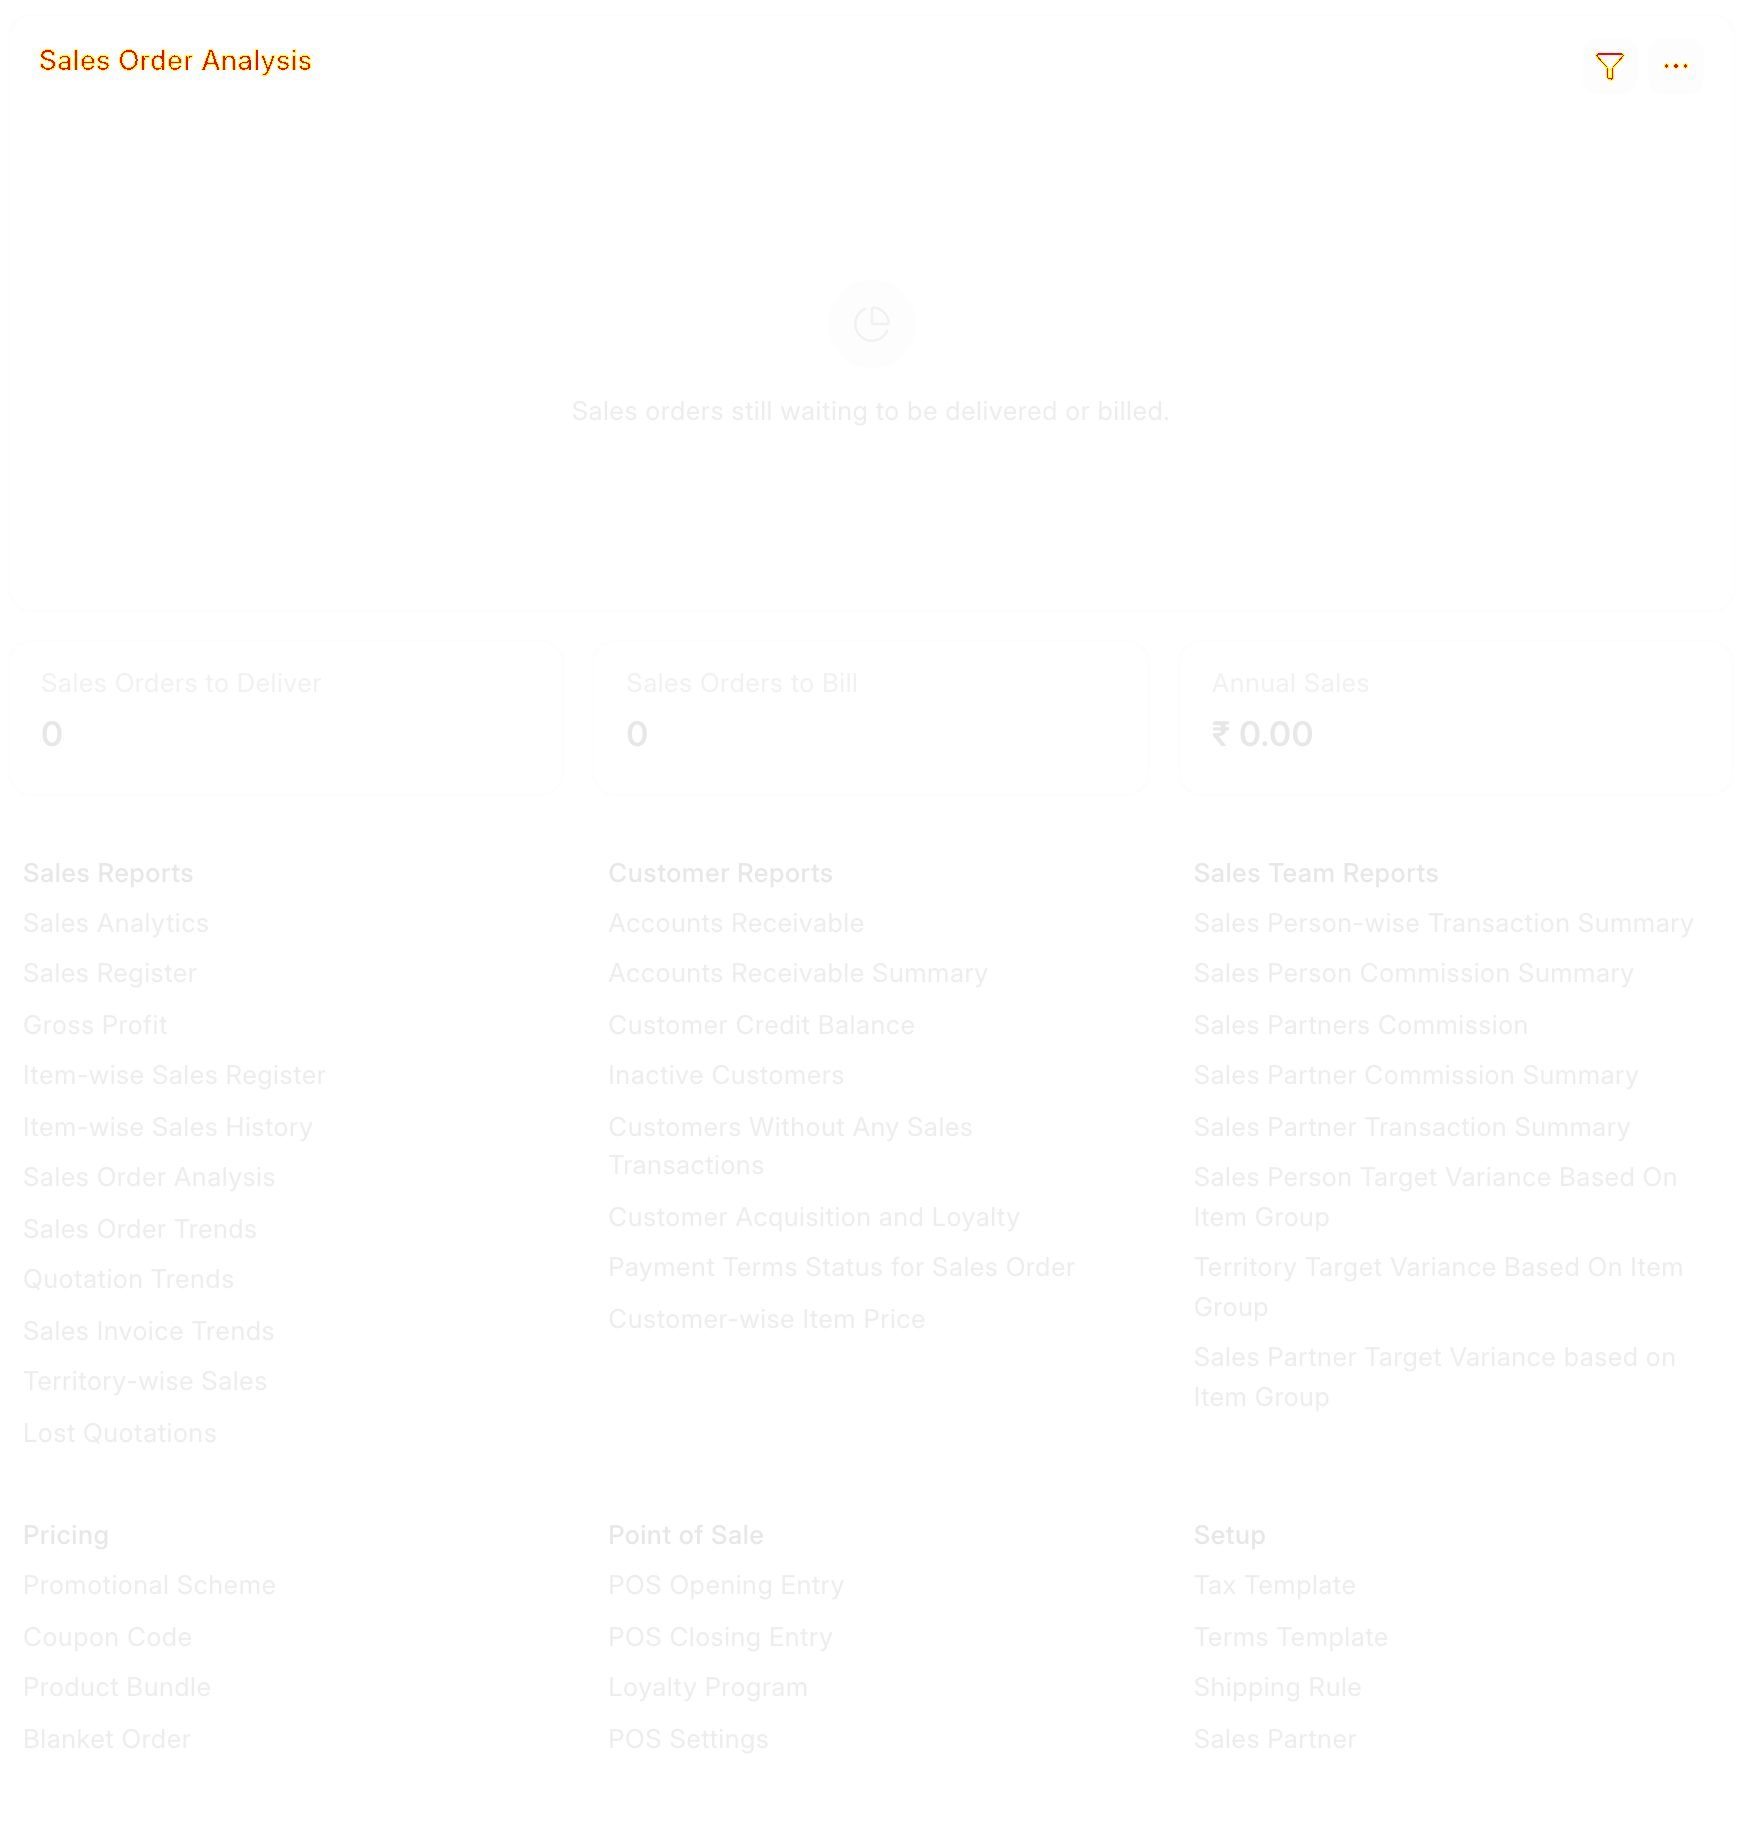 Sales Order Analysis
Sales orders still waiting to be delivered or billed.
Sales Orders to Deliver
0
Sales Orders to Bill
0
Annual Sales
₹ 0.00
Sales Reports
Sales Analytics
Sales Register
Gross Profit
Item-wise Sales Register
Item-wise Sales History
Sales Order Analysis
Sales Order Trends
Quotation Trends
Sales Invoice Trends
Territory-wise Sales
Lost Quotations
Customer Reports
Accounts Receivable
Accounts Receivable Summary
Customer Credit Balance
Inactive Customers
Customers Without Any Sales
Transactions
Customer Acquisition and Loyalty
Payment Terms Status for Sales Order
Customer-wise Item Price
Sales Team Reports
Sales Person-wise Transaction Summary
Sales Person Commission Summary
Sales Partners Commission
Sales Partner Commission Summary
Sales Partner Transaction Summary
Sales Person Target Variance Based On
Item Group
Territory Target Variance Based On Item
Group
Sales Partner Target Variance based on
Item Group
Pricing
Promotional Scheme
Coupon Code
Product Bundle
Blanket Order
Point of Sale
POS Opening Entry
POS Closing Entry
Loyalty Program
POS Settings
Setup
Tax Template
Terms Template
Shipping Rule
Sales Partner